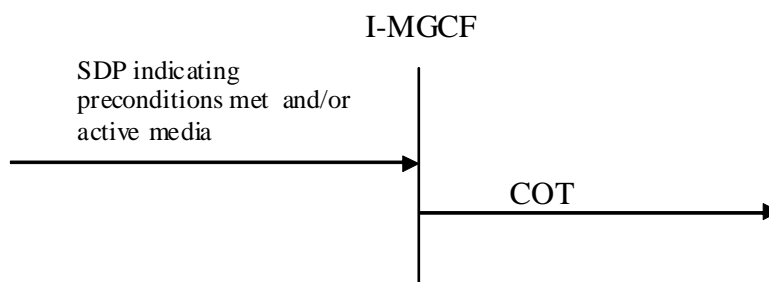 I-MGCF
SDP indicating
preconditions met and/or
active media
COT